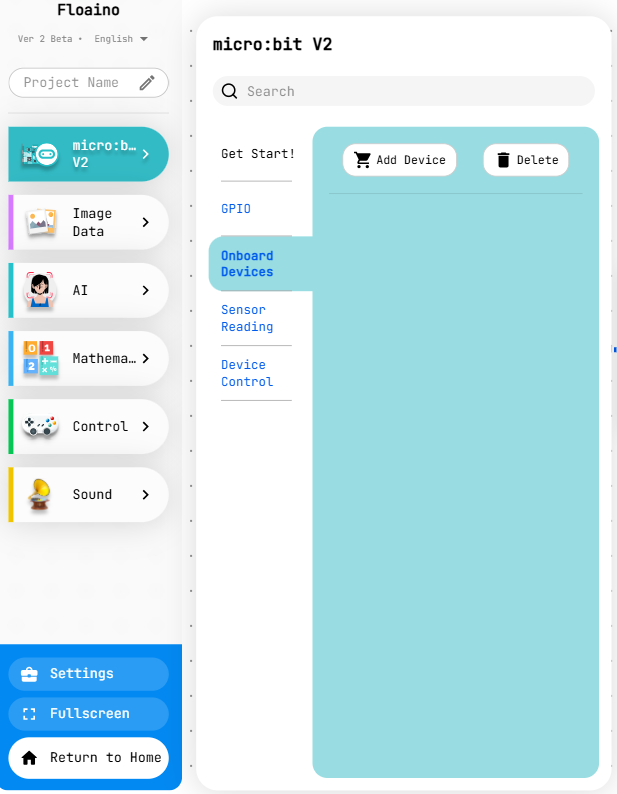 Floaino
Ver 2 Beta • English
Project Name
micro:b…
V2
Image
Data
AI
Mathema…
Control
Sound
Settings
Fullscreen
Return to Home
micro:bit V2
Search
Get Start!
GPIO
Onboard
Devices
Sensor
Reading
Device
Control
Add Device
Delete